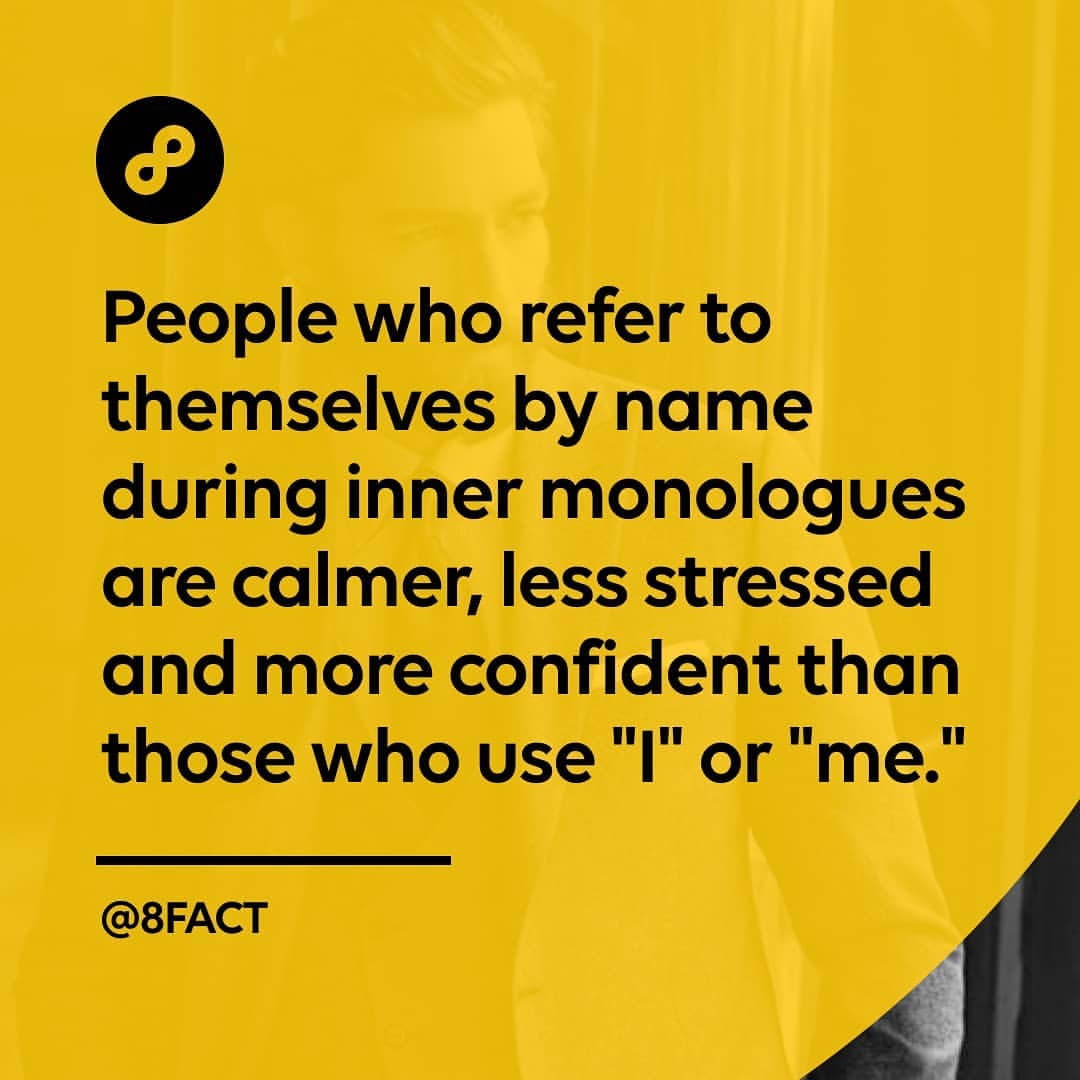 People who refer to
themselves by name
during inner monologues
are calmer, less stressed
and more confident than
those who use "I" or "me."
@8FACT